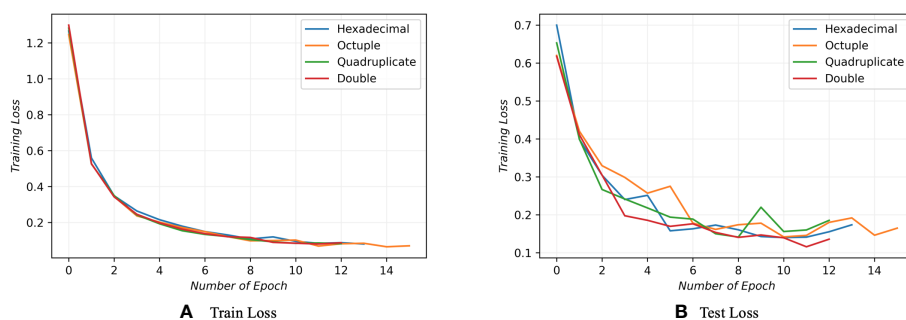 1.2
1.0
0.8
0.6
0.4
0.2
Training Loss
0 2 4 6 8 10 12 14
Number of Epoch
Hexadecimal
Octuple
Quadruplicate
Double
A Train Loss
0.7
0.6
0.5
0.4
0.3
0.2
0.1
Training Loss
0 2 4 6 8 10 12 14
Number of Epoch
Hexadecimal
Octuple
Quadruplicate
Double
B Test Loss